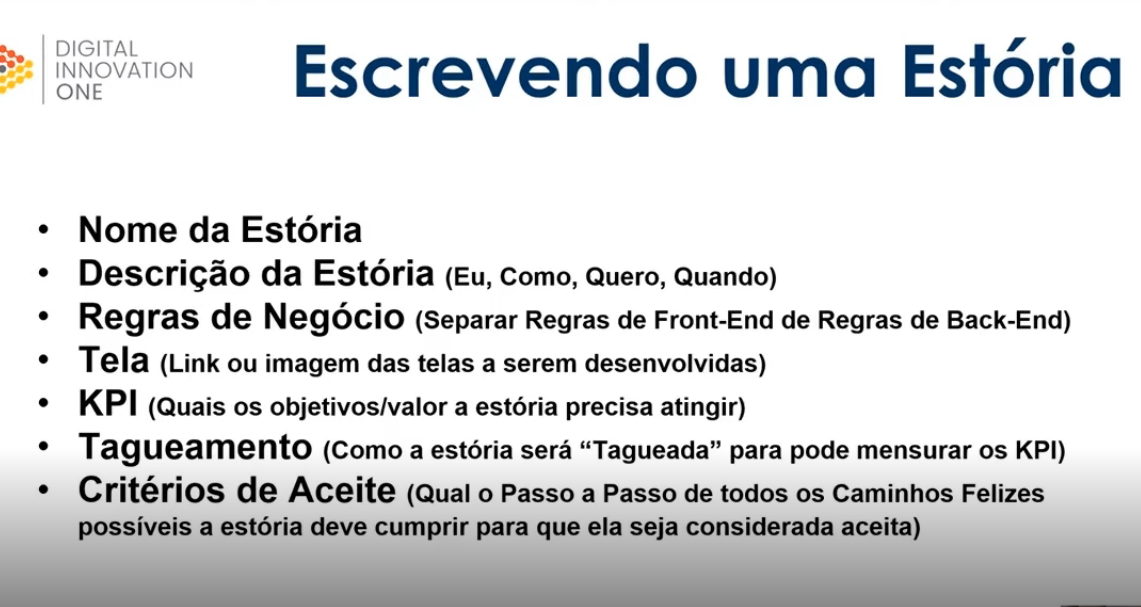 DIGITAL
INNOVATION
ONE
Escrevendo uma Estória
• Nome da Estória
• Descrição da Estória (Eu, Como, Quero, Quando)
• Regras de Negócio (Separar Regras de Front-End de Regras de Back-End)
• Tela (Link ou imagem das telas a serem desenvolvidas)
• KPI (Quais os objetivos/valor a estória precisa atingir)
• Tagueamento (Como a estória será “Tagueada” para pode mensurar os KPI)
• Critérios de Aceite (Qual o Passo a Passo de todos os Caminhos Felizes
possíveis a estória deve cumprir para que ela seja considerada aceita)